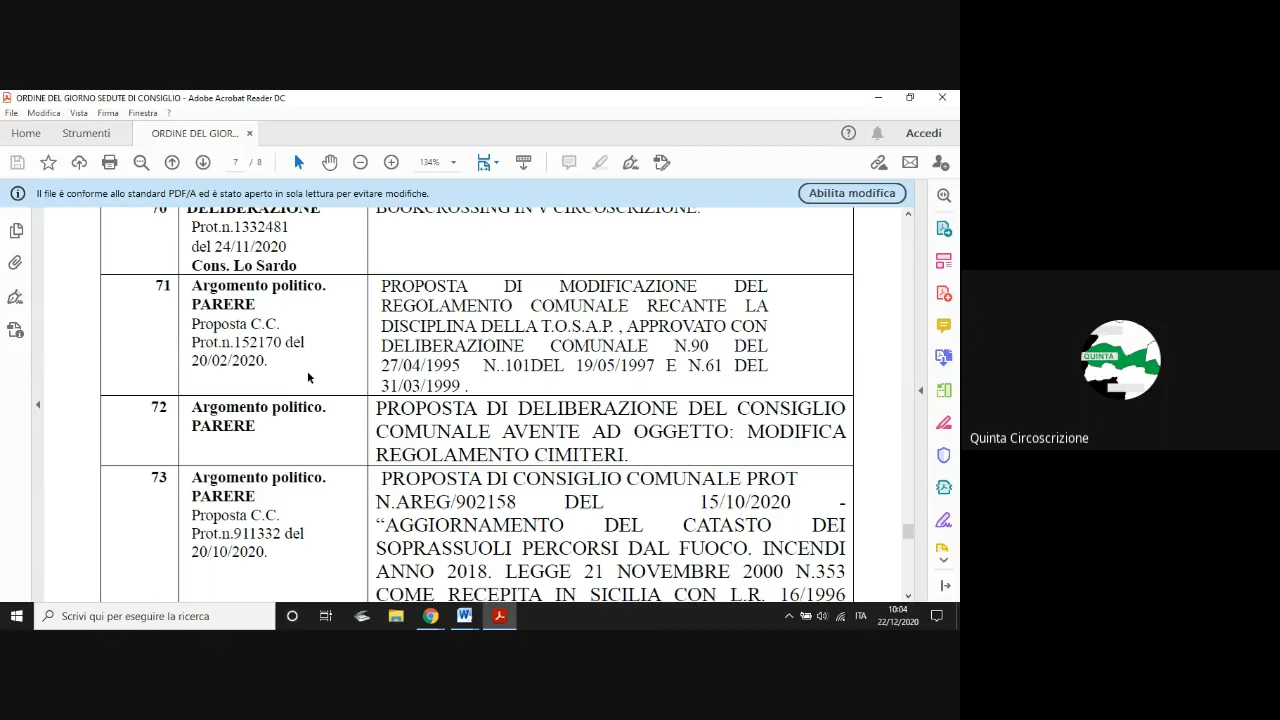 ORDINE DEL GIORNO SEDUTE DI CONSIGLIO - Adobe Acrobat Reader DC
File Modifica Vista Firma Finestra ?
Home Strumenti ORDINE DEL GIOR... × Accedi
7 / 8 134%
Il file è conforme allo standard PDF/A ed è stato aperto in sola lettura per evitare modifiche. Abilita modifica
70 DELIBERAZIONE
Prot.n.1332481
del 24/11/2020
Cons. Lo Sardo
BOOKCROSSING IN V CIRCOSCRIZIONE.
71 Argomento politico.
PARERE
Proposta C.C.
Prot.n.152170 del
20/02/2020.
PROPOSTA DI MODIFICAZIONE DEL
REGOLAMENTO COMUNALE RECANTE LA
DISCIPLINA DELLA T.O.S.A.P. , APPROVATO CON
DELIBERAZIOINE COMUNALE N.90 DEL
27/04/1995 N..101DEL 19/05/1997 E N.61 DEL
31/03/1999 .
72 Argomento politico.
PARERE
PROPOSTA DI DELIBERAZIONE DEL CONSIGLIO
COMUNALE AVENTE AD OGGETTO: MODIFICA
REGOLAMENTO CIMITERI.
73 Argomento politico.
PARERE
Proposta C.C.
Prot.n.911332 del
20/10/2020.
PROPOSTA DI CONSIGLIO COMUNALE PROT
N.AREG/902158 DEL 15/10/2020 -
“AGGIORNAMENTO DEL CATASTO DEI
SOPRASSUOLI PERCORSI DAL FUOCO. INCENDI
ANNO 2018. LEGGE 21 NOVEMBRE 2000 N.353
COME RECEPITA IN SICILIA CON L.R. 16/1996
Scrivi qui per eseguire la ricerca
ITA
10:04
22/12/2020
QUINTA
Quinta Circoscrizione